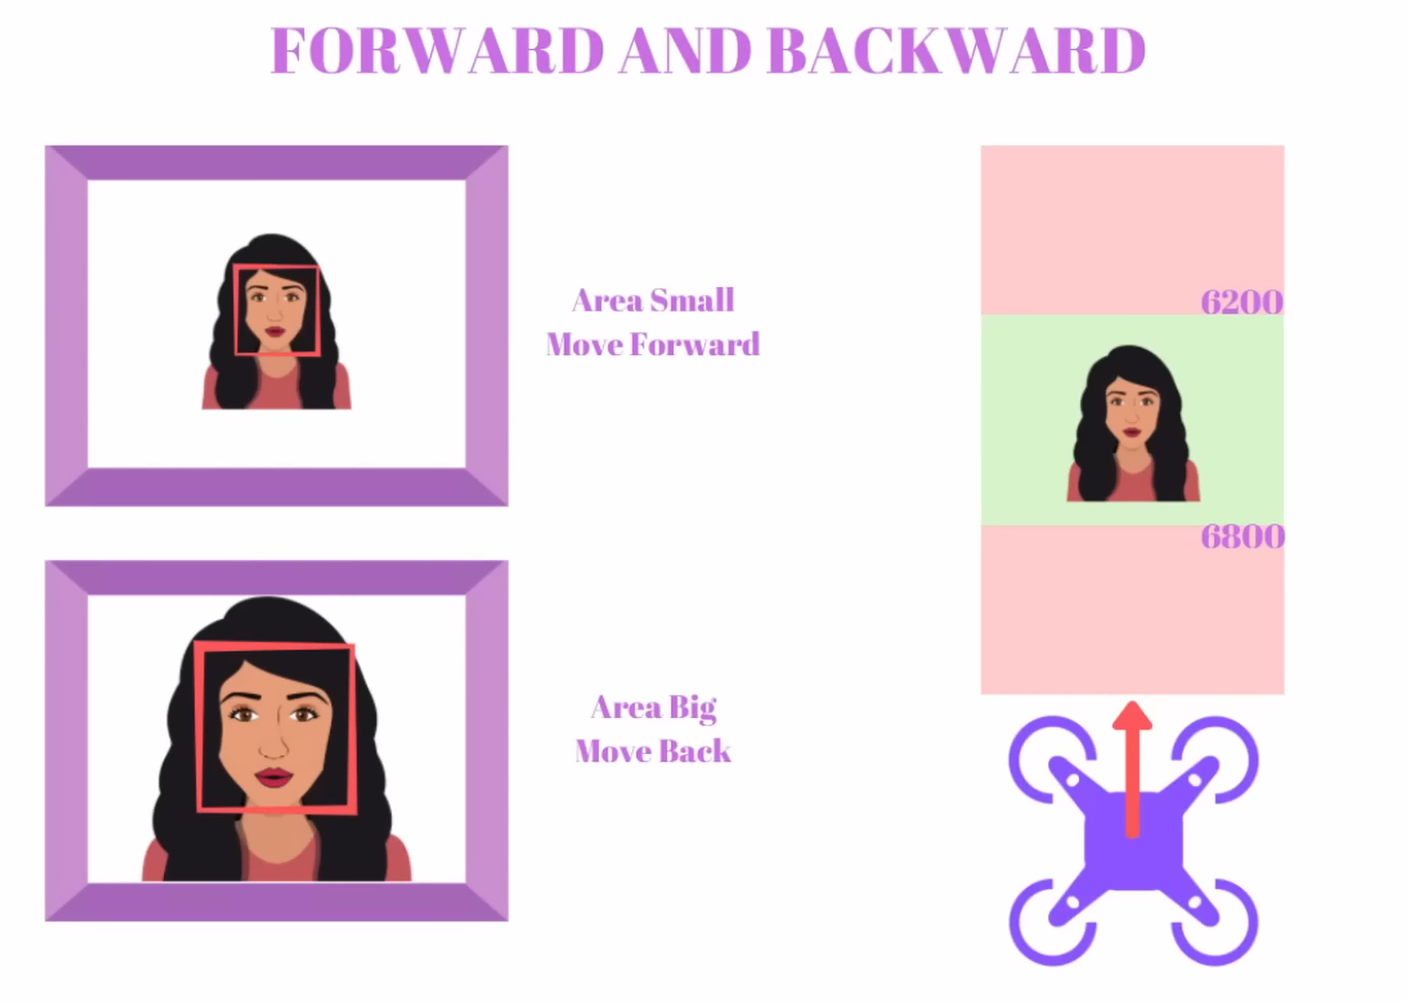 FORWARD AND BACKWARD
Area Small
Move Forward
6200
6800
Area Big
Move Back